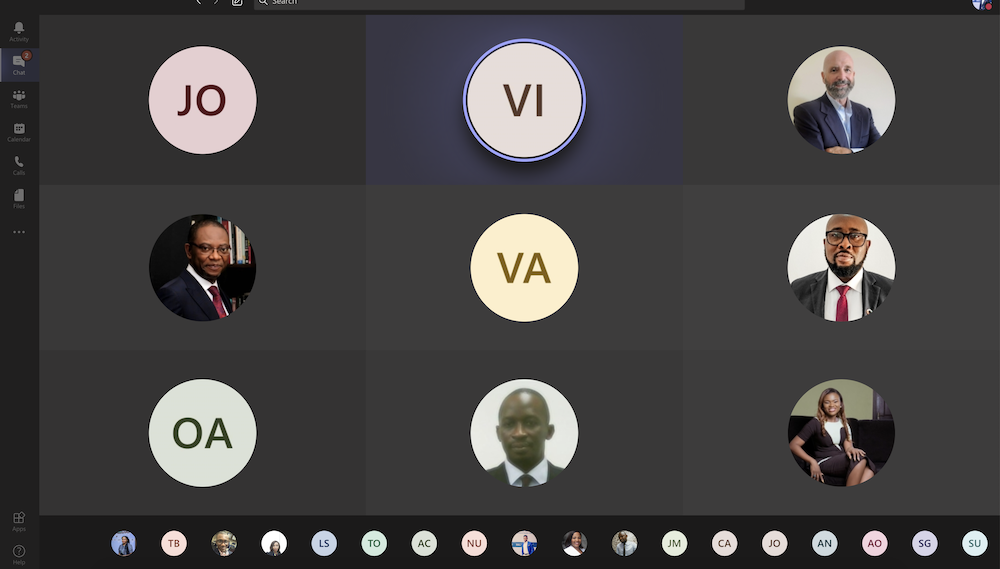 Search
Activity
2
Chat
Teams
Calendar
Calls
Files
JO
VI
VA
OA
Apps
Help
TB
LS
TO
AC
NU
JM
CA
JO
AN
AO
SG
SU